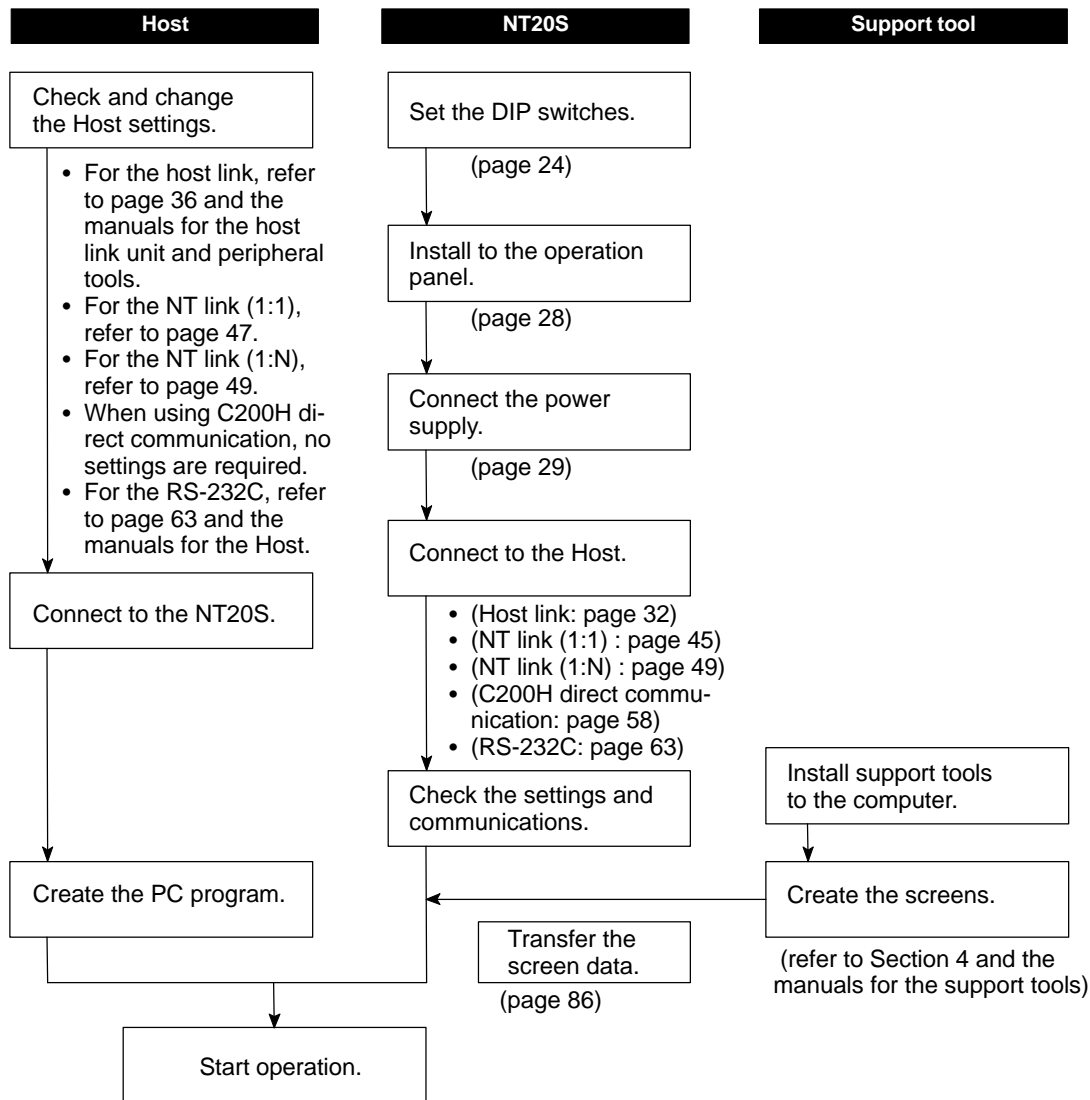 Host
NT20S
Support tool
Check and change
the Host settings.
• For the host link, refer
to page 36 and the
manuals for the host
link unit and peripheral
tools.
• For the NT link (1:1),
refer to page 47.
• For the NT link (1:N),
refer to page 49.
• When using C200H di-
rect communication, no
settings are required.
• For the RS-232C, refer
to page 63 and the
manuals for the Host.
Connect to the NT20S.
Create the PC program.
Set the DIP switches.
(page 24)
Install to the operation
panel.
(page 28)
Connect the power
supply.
(page 29)
Connect to the Host.
• (Host link: page 32)
• (NT link (1:1) : page 45)
• (NT link (1:N) : page 49)
• (C200H direct commu-
nication: page 58)
• (RS-232C: page 63)
Check the settings and
communications.
Install support tools
to the computer.
Create the screens.
(refer to Section 4 and the
manuals for the support tools)
Transfer the
screen data.
(page 86)
Start operation.